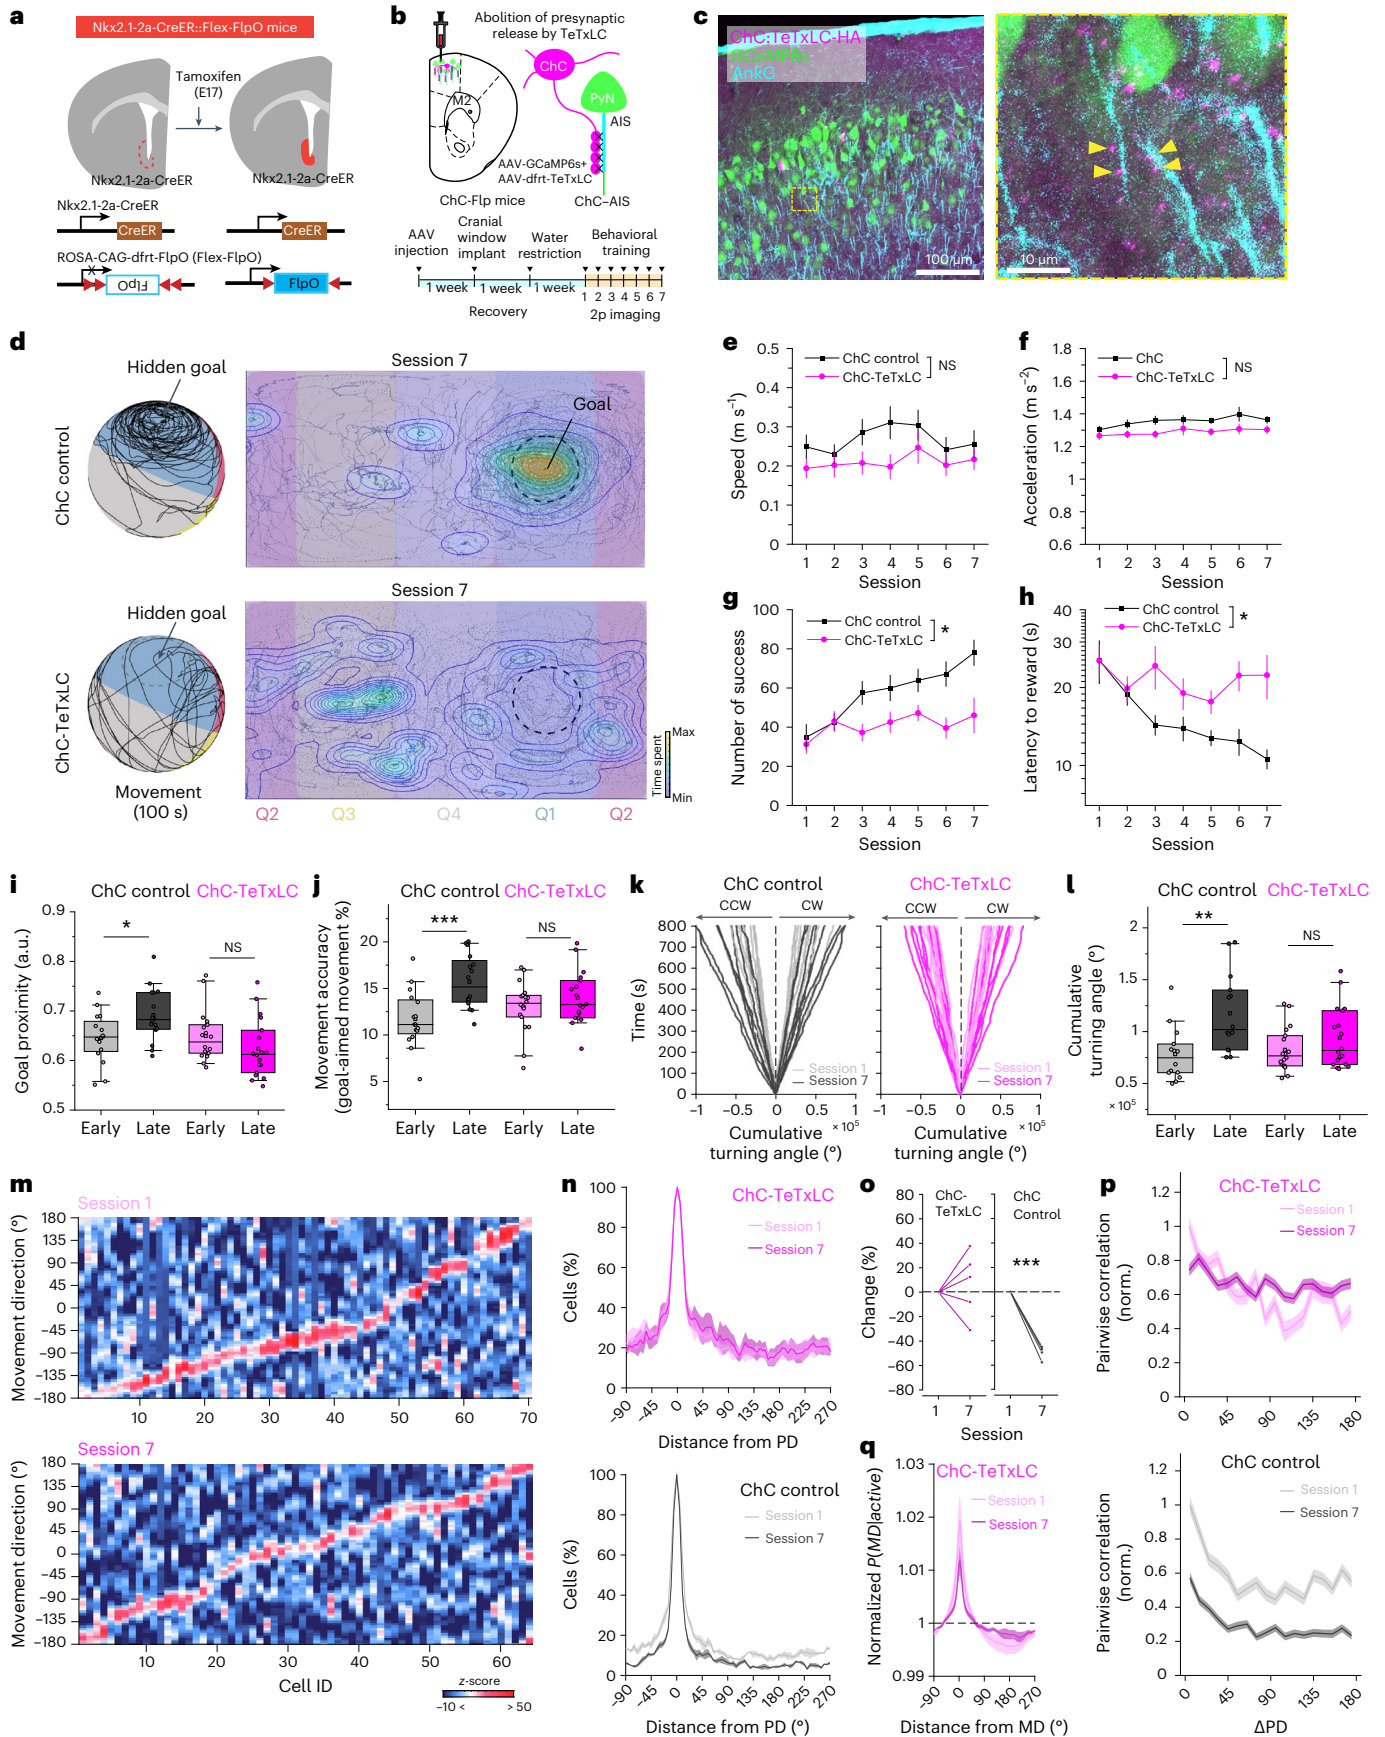 a
Nkx2.1-2a-CreER::Flex-FlpO mice
Tamoxifen
(E17)
Nkx2.1-2a-CreER
Nkx2.1-2a-CreER
Nkx2.1-2a-CreER
CreER
CreER
ROSA-CAG-dfrt-FlpO (Flex-FlpO)
X
FlpO
FlpO
b
Abolition of presynaptic
release by TeTxLC
ChC
PyN
M2
AIS
AAV-GCaMP6s+
AAV-dfrt-TeTxLC
ChC-Flp mice
ChC–AIS
AAV
injection
Cranial
window
implant
Water
restriction
Behavioral
training
1 week
1 week
1 week
1 2 3 4 5 6 7
Recovery
2p imaging
c
ChC:TeTxLC-HA
GCaMP6s
AnkG
100 µm
10 µm
d
Session 7
Hidden goal
Goal
ChC control
Session 7
Hidden goal
ChC-TeTxLC
Movement
(100 s)
Time spent
Max
Min
Q2 Q3 Q4 Q1 Q2
e
Speed (m s⁻¹)
0.5
0.4
0.3
0.2
0.1
0
ChC control
ChC-TeTxLC
NS
1 2 3 4 5 6 7
Session
f
Acceleration (m s⁻²)
1.8
1.6
1.4
1.2
1.0
0.8
0.6
ChC
ChC-TeTxLC
NS
1 2 3 4 5 6 7
Session
g
Number of success
100
80
60
40
20
0
ChC control
ChC-TeTxLC
*
1 2 3 4 5 6 7
Session
h
Latency to reward (s)
40
20
10
ChC control
ChC-TeTxLC
*
1 2 3 4 5 6 7
Session
i
ChC control ChC-TeTxLC
Goal proximity (a.u.)
0.9
0.8
0.7
0.6
0.5
*
NS
Early Late Early Late
j
ChC control ChC-TeTxLC
Movement accuracy
(goal-aimed movement %)
20
15
10
5
***
NS
Early Late Early Late
k
ChC control
CCW CW
Time (s)
800
700
600
500
400
300
200
100
0
Session 1
Session 7
−1 −0.5 0 0.5 1
× 10⁵
Cumulative
turning angle (°)
ChC-TeTxLC
CCW CW
Session 1
Session 7
−1 −0.5 0 0.5 1
× 10⁵
Cumulative
turning angle (°)
l
ChC control ChC-TeTxLC
Cumulative
turning angle (°)
2
1.5
1
0.5
× 10⁵
**
NS
Early Late Early Late
m
Session 1
Movement direction (°)
180
135
90
45
0
−45
−90
−135
−180
10 20 30 40 50 60 70
Session 7
Movement direction (°)
180
135
90
45
0
−45
−90
−135
−180
10 20 30 40 50 60
Cell ID
z-score
−10 < > 50
n
Cells (%)
100
80
60
40
20
0
ChC-TeTxLC
Session 1
Session 7
−90 −45 0 45 90 135 180 225 270
Distance from PD
Cells (%)
100
80
60
40
20
0
ChC control
Session 1
Session 7
−90 −45 0 45 90 135 180 225 270
Distance from PD (°)
o
Change (%)
80
60
40
20
0
−20
−40
−60
−80
ChC-
TeTxLC
ChC
Control
***
1 7 1 7
Session
p
ChC-TeTxLC
Pairwise correlation
(norm.)
1.2
1
0.8
0.6
0.4
0.2
0
Session 1
Session 7
0 45 90 135 180
ChC control
Pairwise correlation
(norm.)
1.2
1.0
0.8
0.6
0.4
0.2
0
Session 1
Session 7
0 45 90 135 180
ΔPD
q
Normalized P(MD|active)
1.03
1.02
1.01
1
0.99
ChC-TeTxLC
Session 1
Session 7
−90 0 90 180 270
Distance from MD (°)